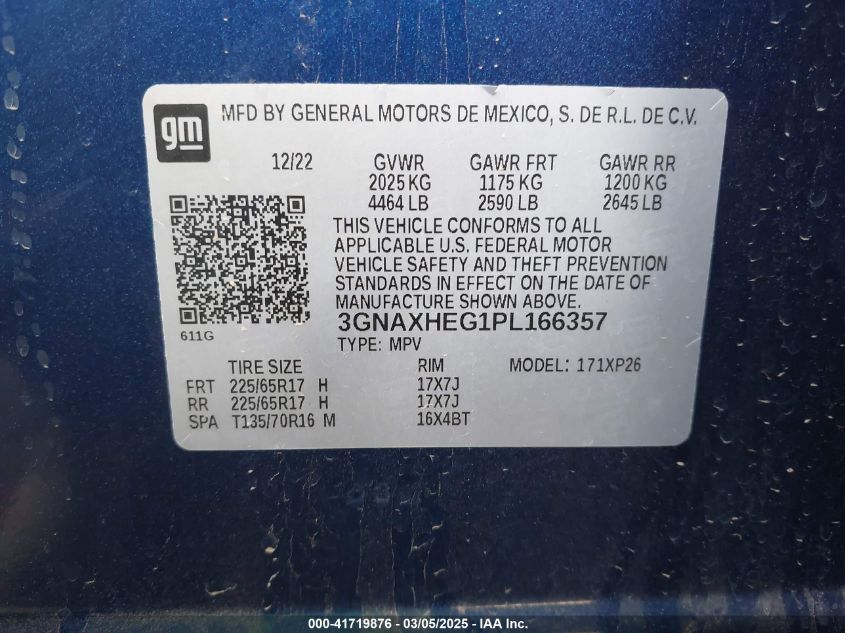 gm
MFD BY GENERAL MOTORS DE MEXICO, S. DE R.L. DE C.V.
12/22 GVWR GAWR FRT GAWR RR
2025 KG 1175 KG 1200 KG
4464 LB 2590 LB 2645 LB
THIS VEHICLE CONFORMS TO ALL
APPLICABLE U.S. FEDERAL MOTOR
VEHICLE SAFETY AND THEFT PREVENTION
STANDARDS IN EFFECT ON THE DATE OF
MANUFACTURE SHOWN ABOVE.
611G
3GNAXHEG1PL166357
TYPE: MPV
TIRE SIZE RIM MODEL: 171XP26
FRT 225/65R17 H 17X7J
RR 225/65R17 H 17X7J
SPA T135/70R16 M 16X4BT
000-41719876 - 03/05/2025 - IAA Inc.